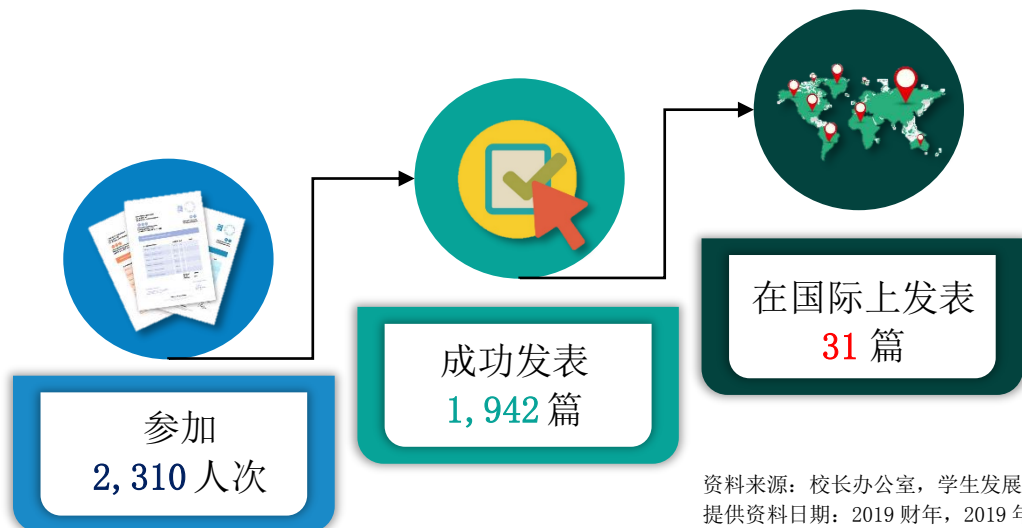 在国际上发表
31 篇
成功发表
1,942 篇
参加
2,310 人次
资料来源：校长办公室，学生发展
提供资料日期：2019 财年，2019 年